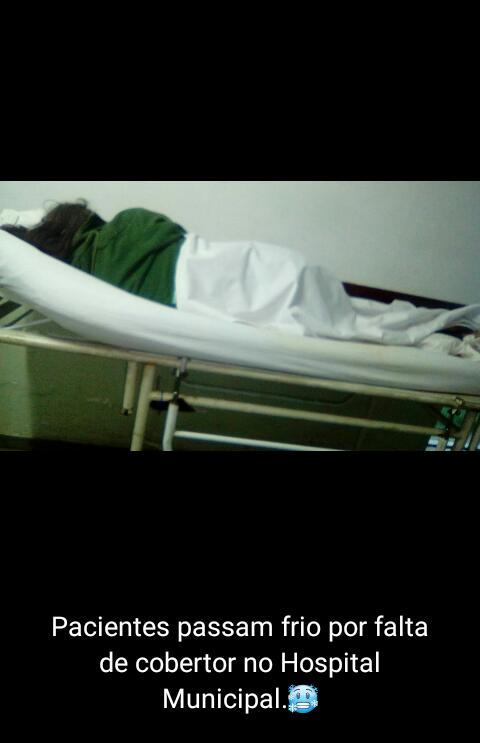 Pacientes passam frio por falta
de cobertor no Hospital
Municipal.🥶